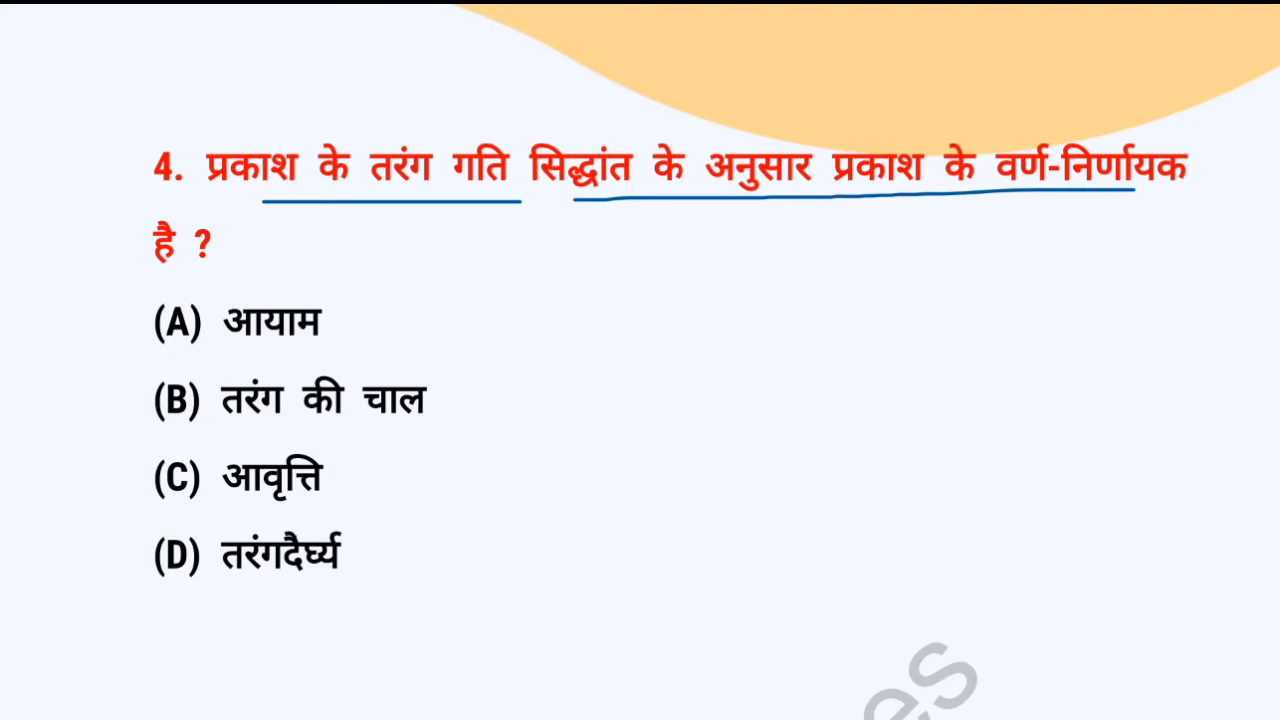 4. प्रकाश के तरंग गति सिद्धांत के अनुसार प्रकाश के वर्ण-निर्णायक
है ?
(A) आयाम
(B) तरंग की चाल
(C) आवृत्ति
(D) तरंगदैर्घ्य